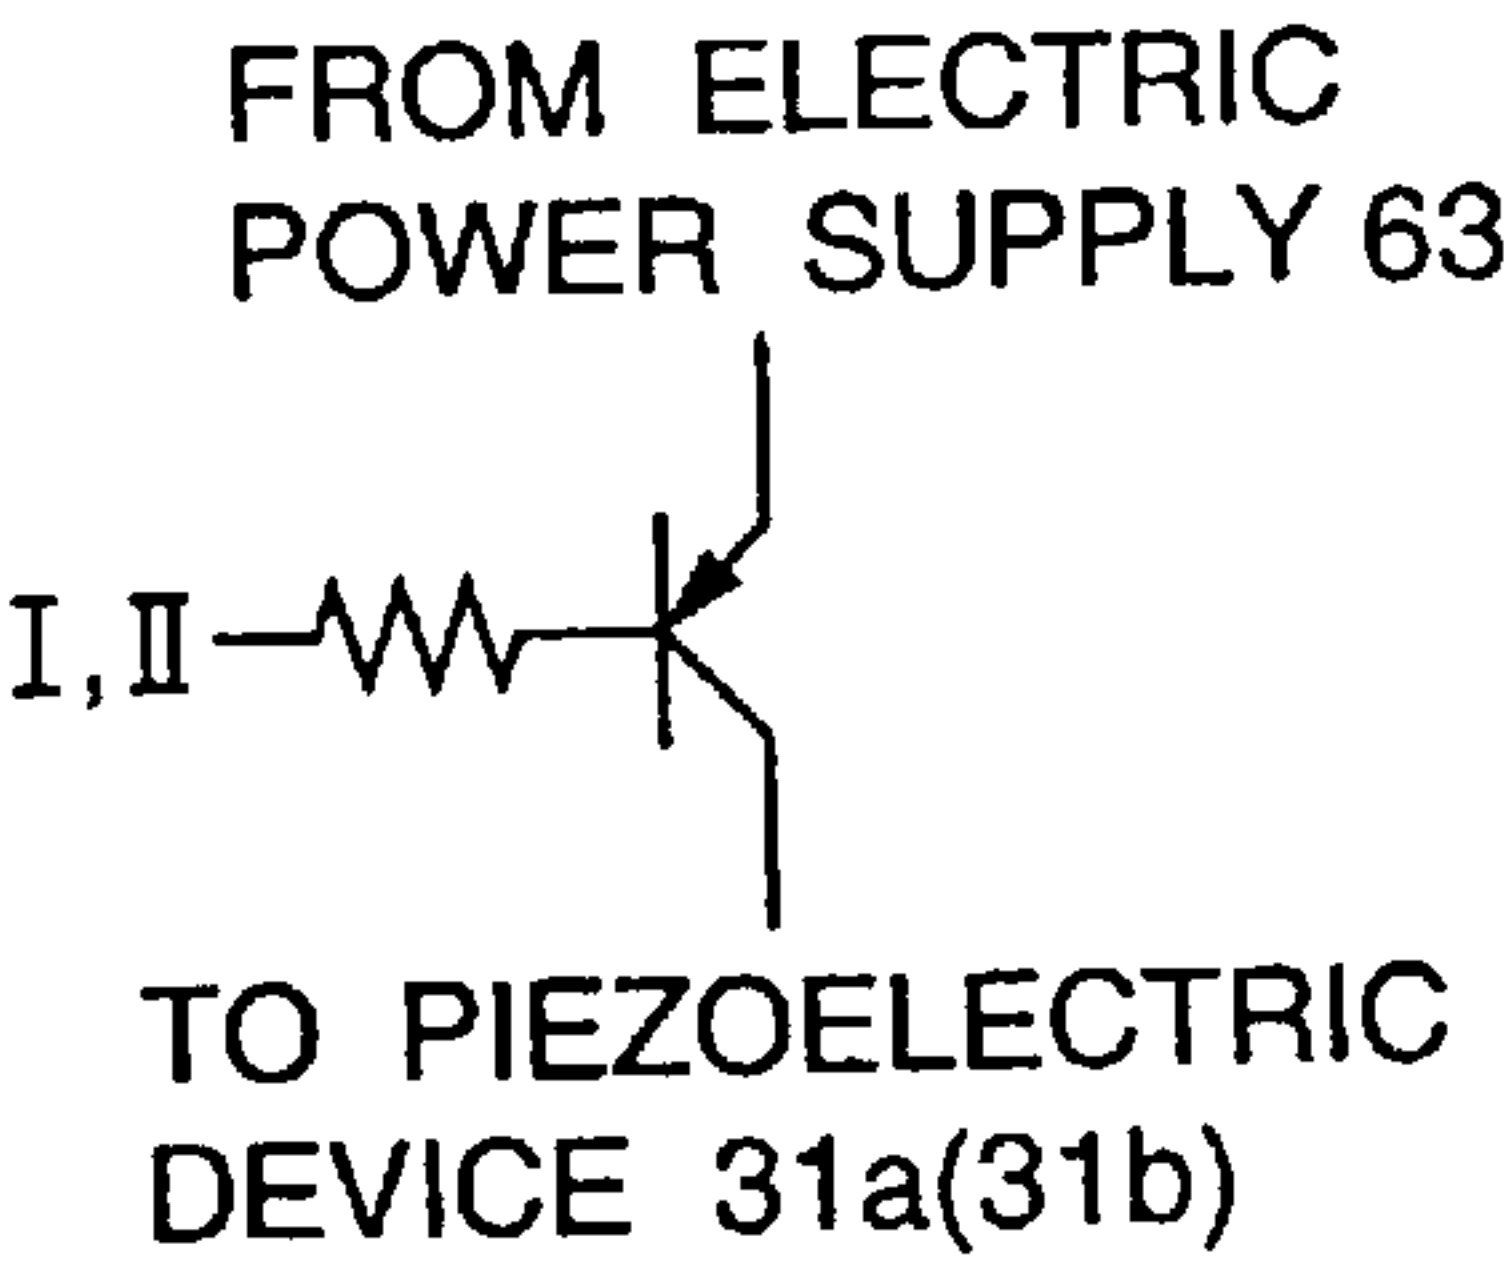 FROM ELECTRIC
POWER SUPPLY 63
I, II
TO PIEZOELECTRIC
DEVICE 31a(31b)